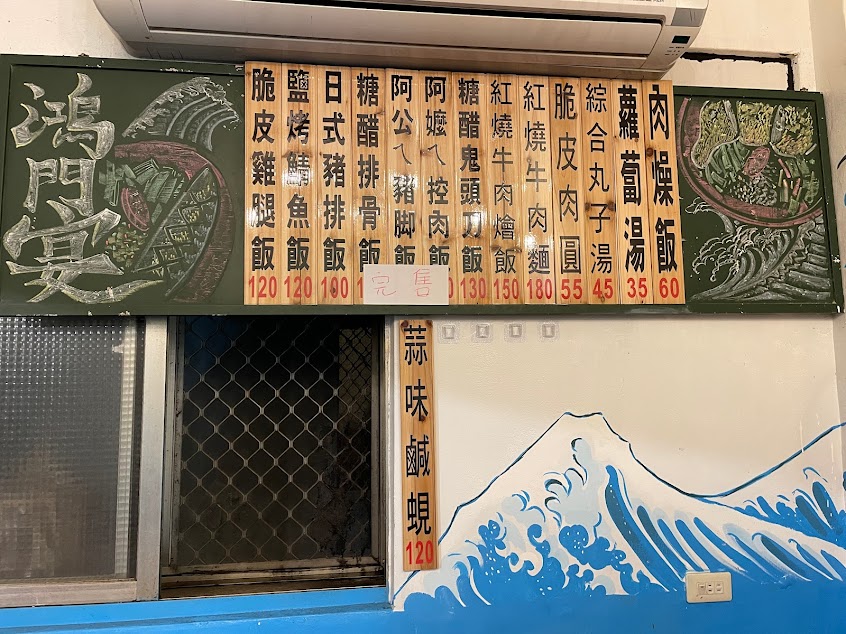 鴻門宴
肉燥飯 60
蘿蔔湯 35
綜合丸子湯 45
脆皮肉圓 55
紅燒牛肉麵 180
紅燒牛肉燴飯 150
糖醋鬼頭刀飯 130
阿嬤ㄟ控肉飯
阿公ㄟ豬脚飯
糖醋排骨飯
日式豬排飯 100
鹽烤鯖魚飯 120
脆皮雞腿飯 120
完售
蒜味鹹蜆 120